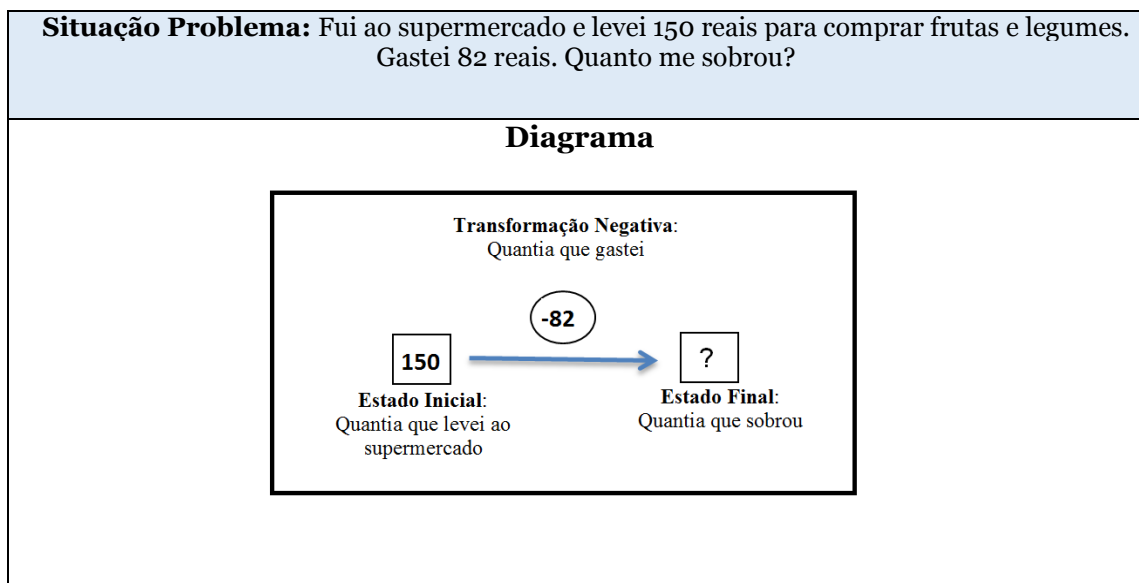 Situação Problema: Fui ao supermercado e levei 150 reais para comprar frutas e legumes.
Gastei 82 reais. Quanto me sobrou?
Diagrama
Transformação Negativa:
Quantia que gastei
-82
150
?
Estado Inicial:
Quantia que levei ao
supermercado
Estado Final:
Quantia que sobrou